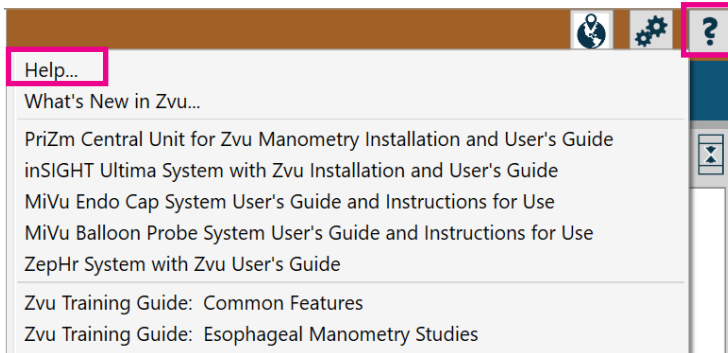 ?
Help...
What's New in Zvu...
PriZm Central Unit for Zvu Manometry Installation and User's Guide
inSIGHT Ultima System with Zvu Installation and User's Guide
MiVu Endo Cap System User's Guide and Instructions for Use
MiVu Balloon Probe System User's Guide and Instructions for Use
ZepHr System with Zvu User's Guide
Zvu Training Guide:  Common Features
Zvu Training Guide:  Esophageal Manometry Studies